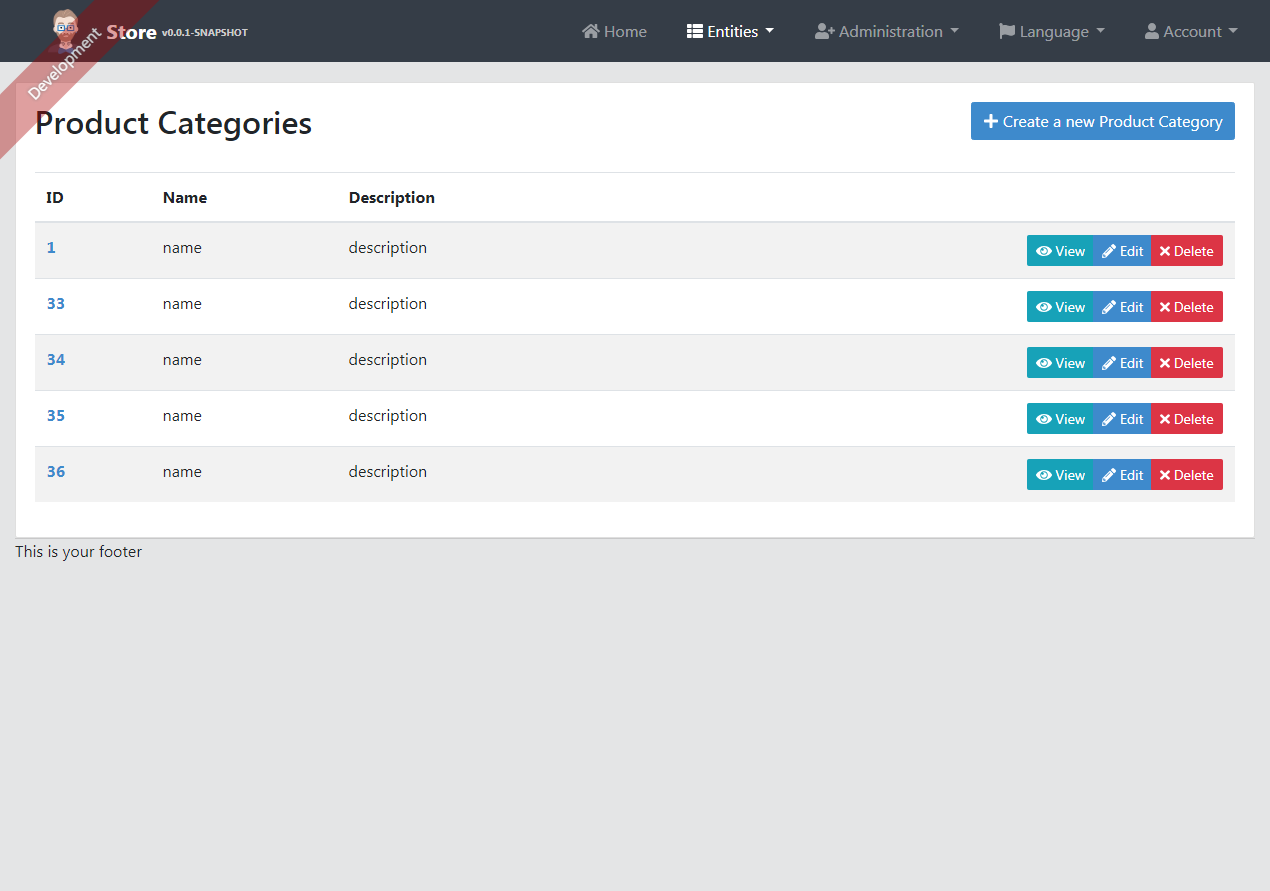 Store v0.0.1-SNAPSHOT Home Entities Administration Language Account
Development
Product Categories
Create a new Product Category
ID Name Description
1 name description View Edit Delete
33 name description View Edit Delete
34 name description View Edit Delete
35 name description View Edit Delete
36 name description View Edit Delete
This is your footer